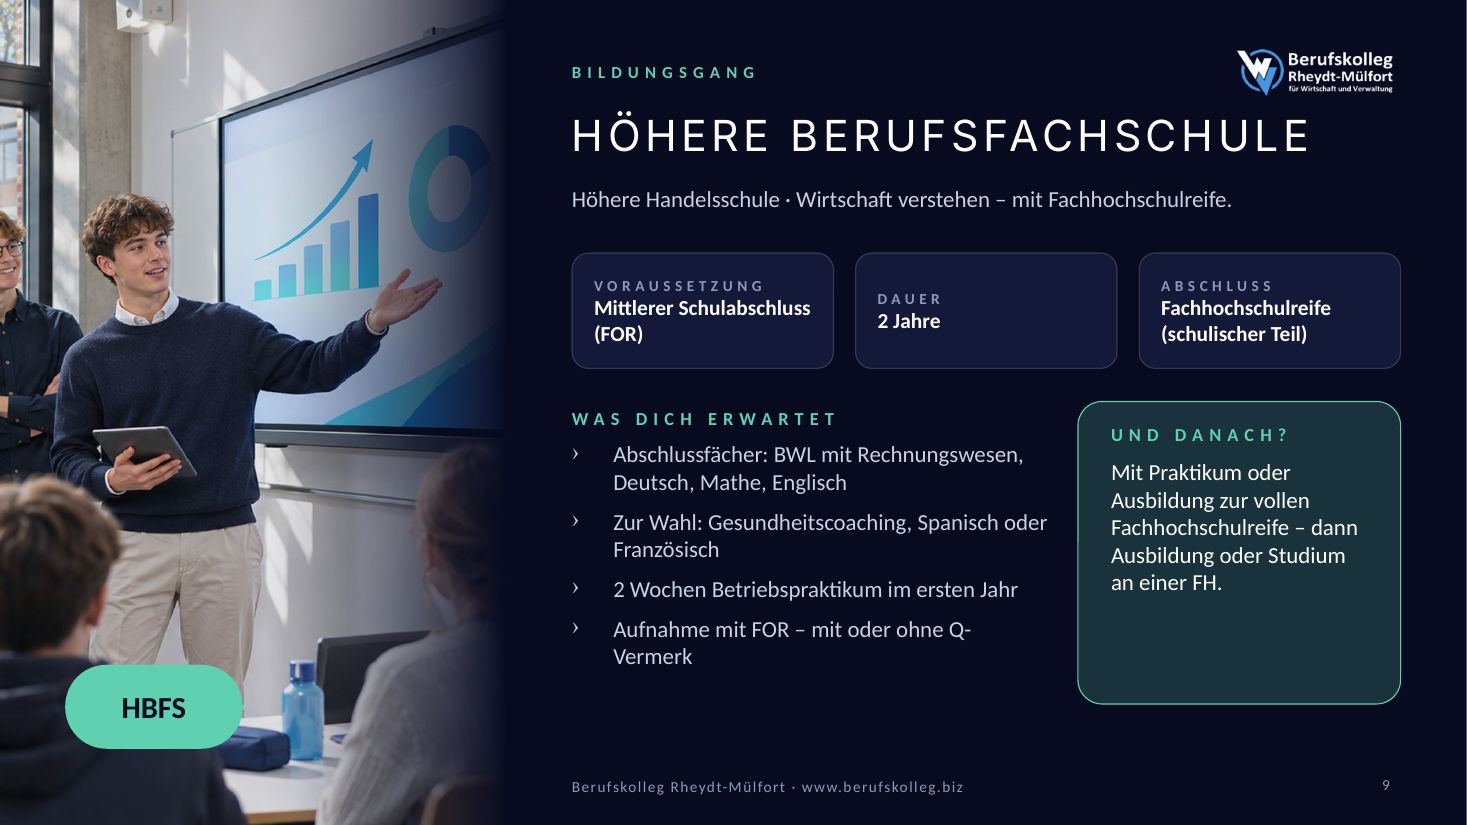 Berufskolleg
Rheydt-Mülfort
für Wirtschaft und Verwaltung
BILDUNGSGANG
HÖHERE BERUFSFACHSCHULE
Höhere Handelsschule · Wirtschaft verstehen – mit Fachhochschulreife.
VORAUSSETZUNG
Mittlerer Schulabschluss
(FOR)
DAUER
2 Jahre
ABSCHLUSS
Fachhochschulreife
(schulischer Teil)
WAS DICH ERWARTET
› Abschlussfächer: BWL mit Rechnungswesen,
Deutsch, Mathe, Englisch
› Zur Wahl: Gesundheitscoaching, Spanisch oder
Französisch
› 2 Wochen Betriebspraktikum im ersten Jahr
› Aufnahme mit FOR – mit oder ohne Q-
Vermerk
UND DANACH?
Mit Praktikum oder
Ausbildung zur vollen
Fachhochschulreife – dann
Ausbildung oder Studium
an einer FH.
HBFS
Berufskolleg Rheydt-Mülfort · www.berufskolleg.biz
9